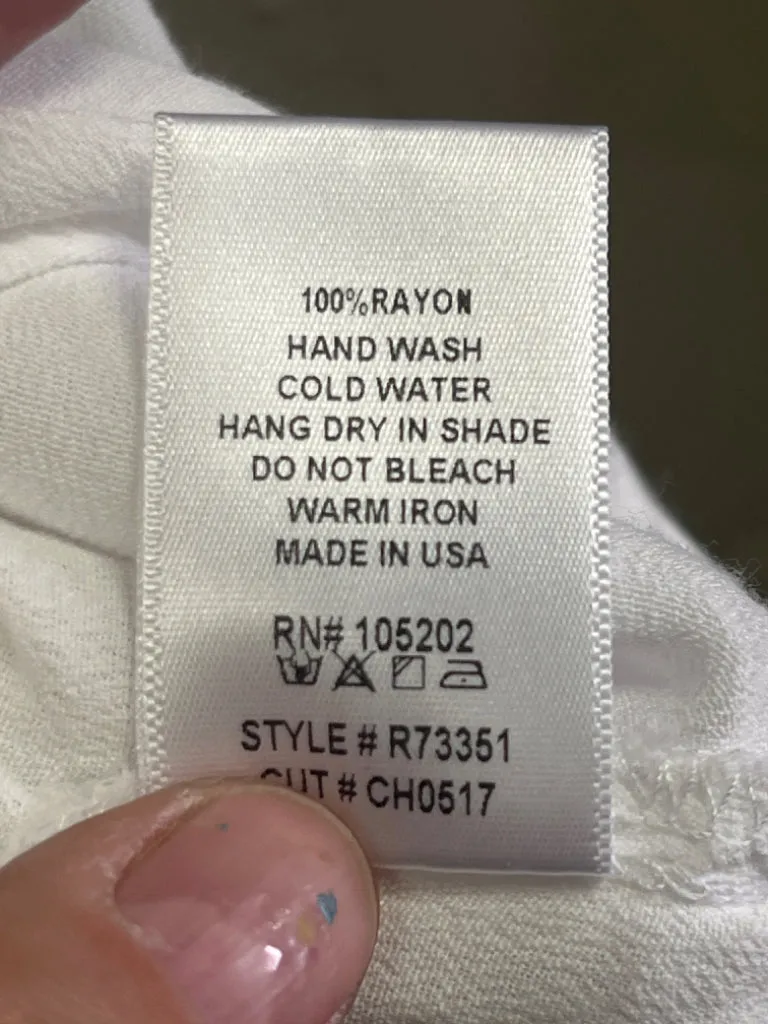 100%RAYON
HAND WASH
COLD WATER
HANG DRY IN SHADE
DO NOT BLEACH
WARM IRON
MADE IN USA
RN# 105202
STYLE # R73351
CUT # CH0517